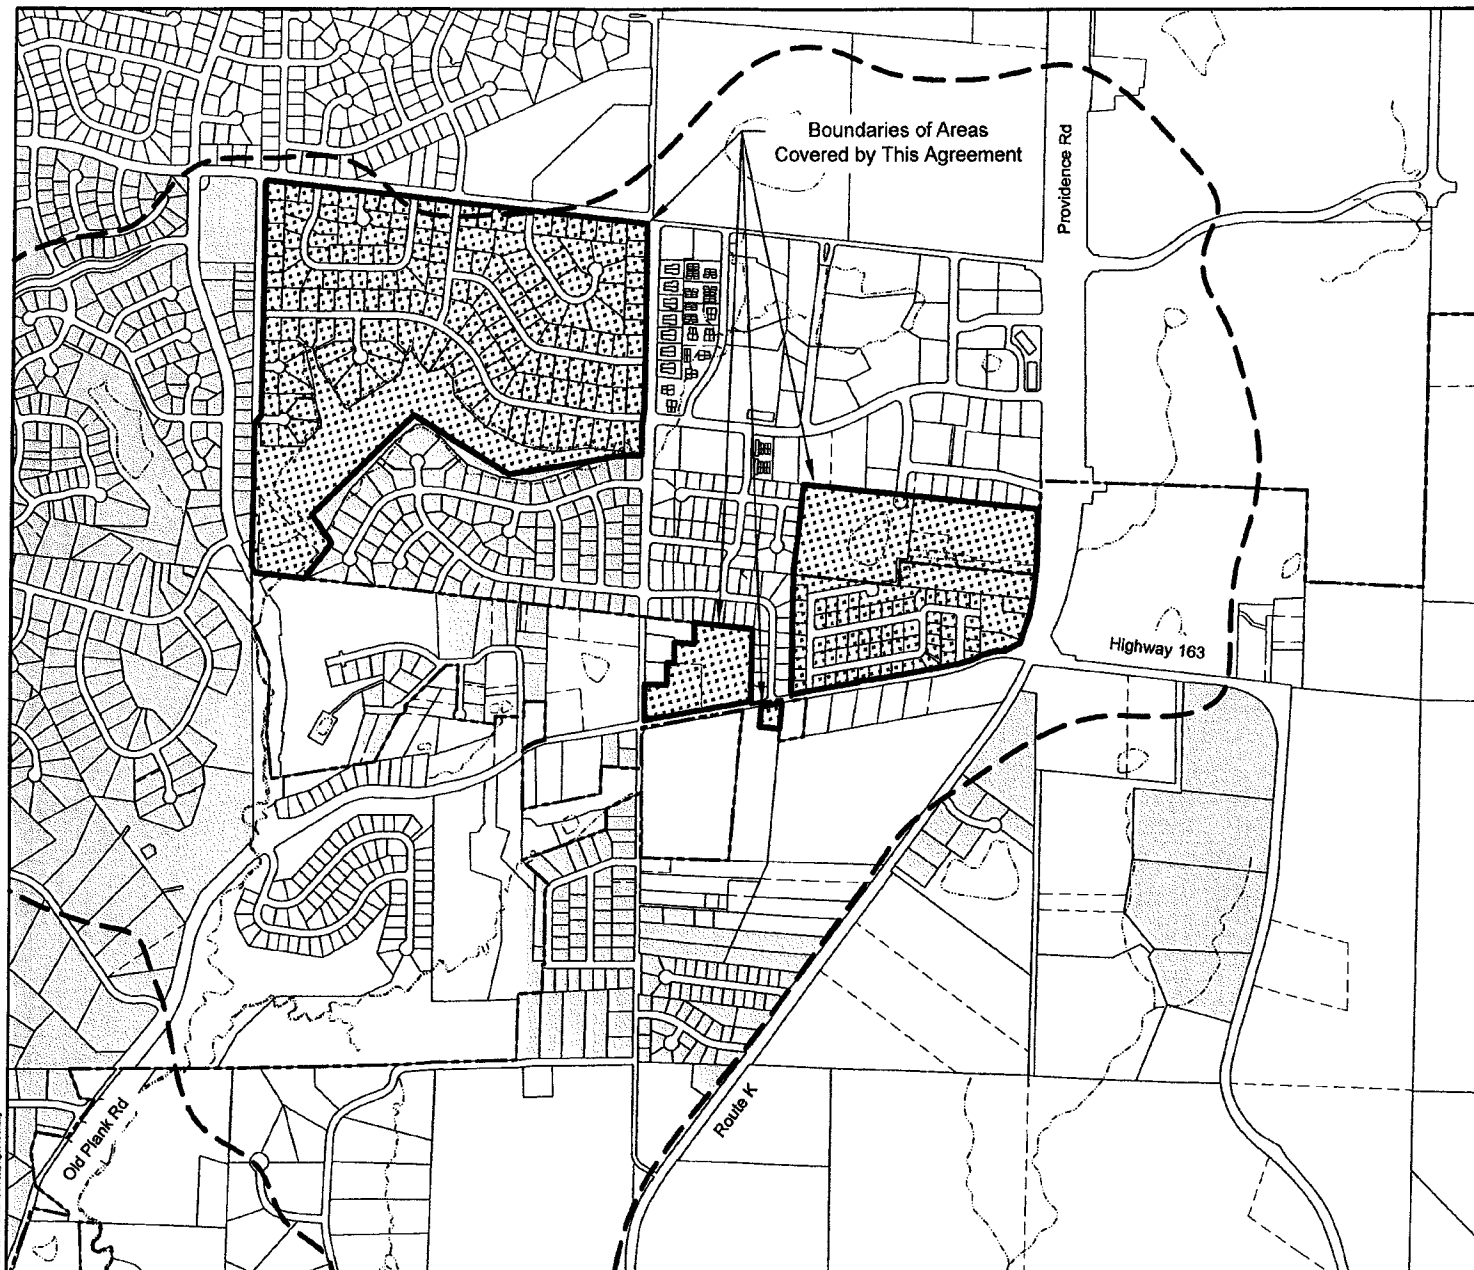 Boundaries of Areas
Covered by This Agreement
Providence Rd
Highway 163
Route K
Old Plank Rd